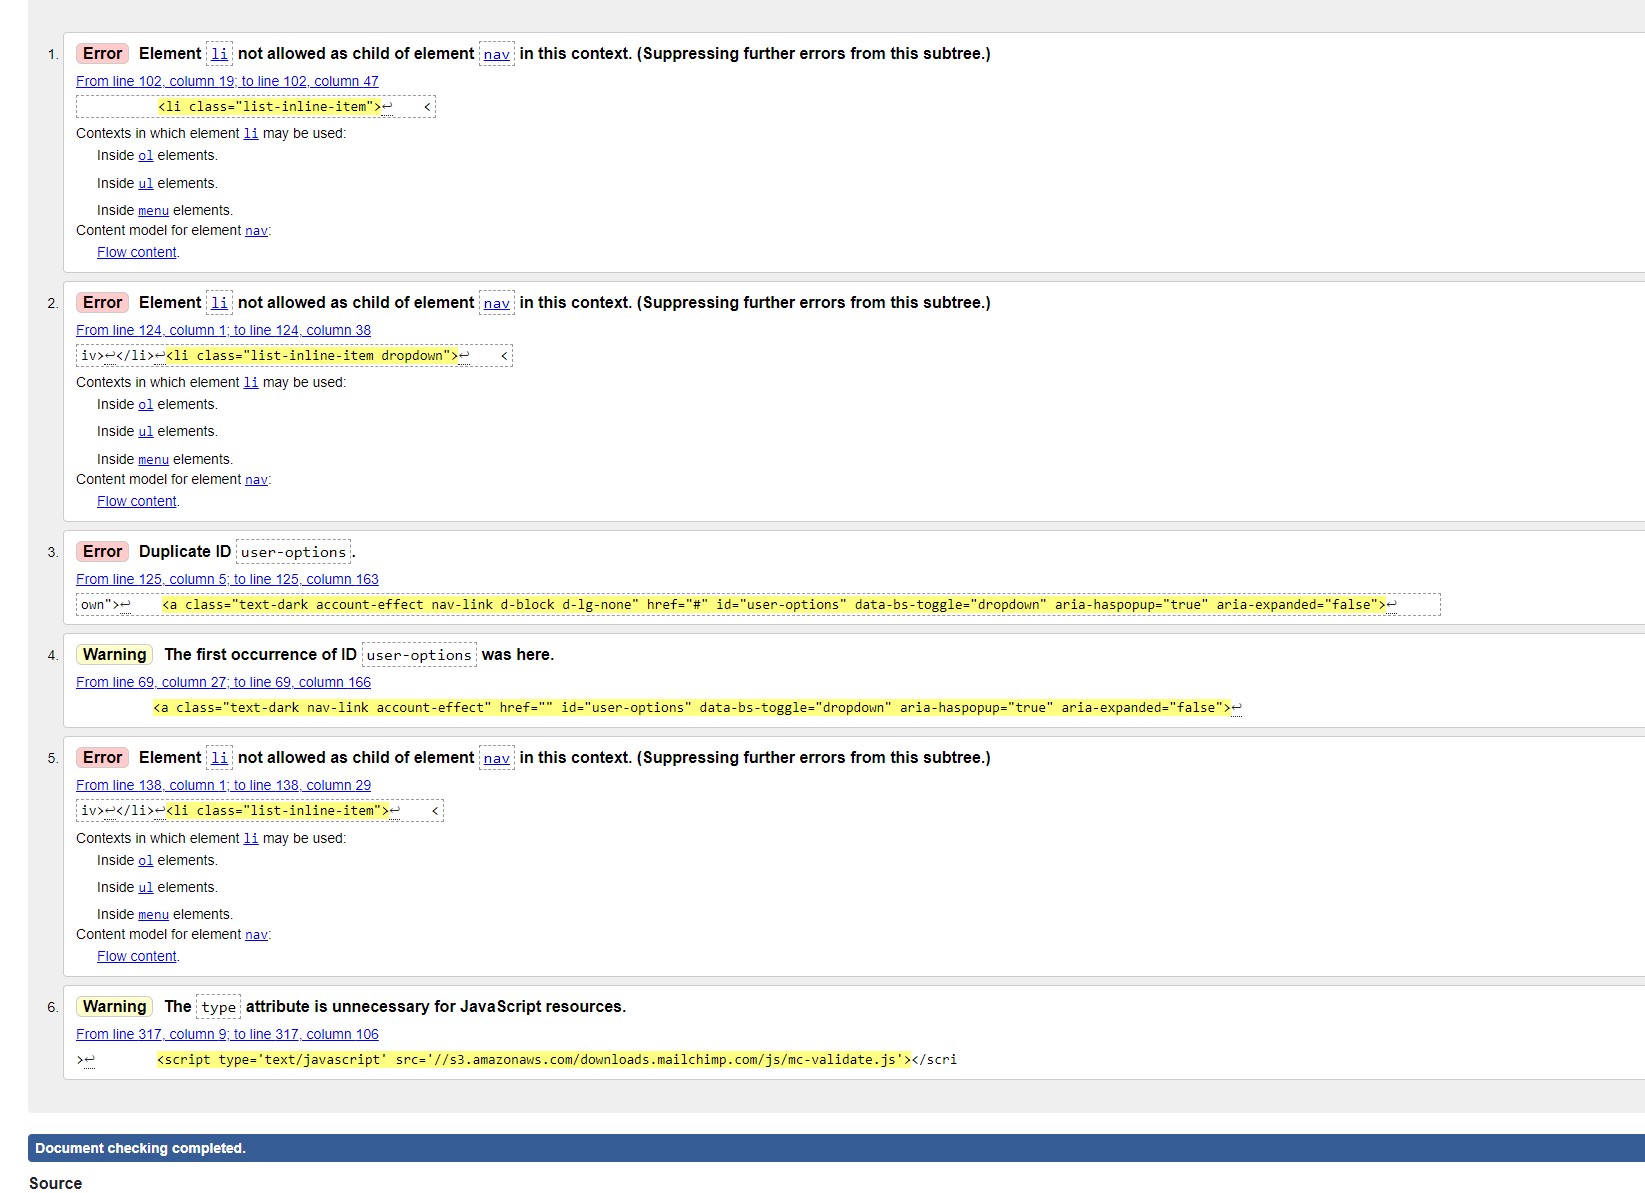 1. Error Element li not allowed as child of element nav in this context. (Suppressing further errors from this subtree.)
From line 102, column 19; to line 102, column 47
<li class="list-inline-item">↩ <
Contexts in which element li may be used:
Inside ol elements.
Inside ul elements.
Inside menu elements.
Content model for element nav:
Flow content.
2. Error Element li not allowed as child of element nav in this context. (Suppressing further errors from this subtree.)
From line 124, column 1; to line 124, column 38
iv>↩</li>↩<li class="list-inline-item dropdown">↩ <
Contexts in which element li may be used:
Inside ol elements.
Inside ul elements.
Inside menu elements.
Content model for element nav:
Flow content.
3. Error Duplicate ID user-options.
From line 125, column 5; to line 125, column 163
own">↩ <a class="text-dark account-effect nav-link d-block d-lg-none" href="#" id="user-options" data-bs-toggle="dropdown" aria-haspopup="true" aria-expanded="false">↩
4. Warning The first occurrence of ID user-options was here.
From line 69, column 27; to line 69, column 166
<a class="text-dark nav-link account-effect" href="" id="user-options" data-bs-toggle="dropdown" aria-haspopup="true" aria-expanded="false">↩
5. Error Element li not allowed as child of element nav in this context. (Suppressing further errors from this subtree.)
From line 138, column 1; to line 138, column 29
iv>↩</li>↩<li class="list-inline-item">↩ <
Contexts in which element li may be used:
Inside ol elements.
Inside ul elements.
Inside menu elements.
Content model for element nav:
Flow content.
6. Warning The type attribute is unnecessary for JavaScript resources.
From line 317, column 9; to line 317, column 106
>↩ <script type='text/javascript' src='//s3.amazonaws.com/downloads.mailchimp.com/js/mc-validate.js'></scri
Document checking completed.
Source